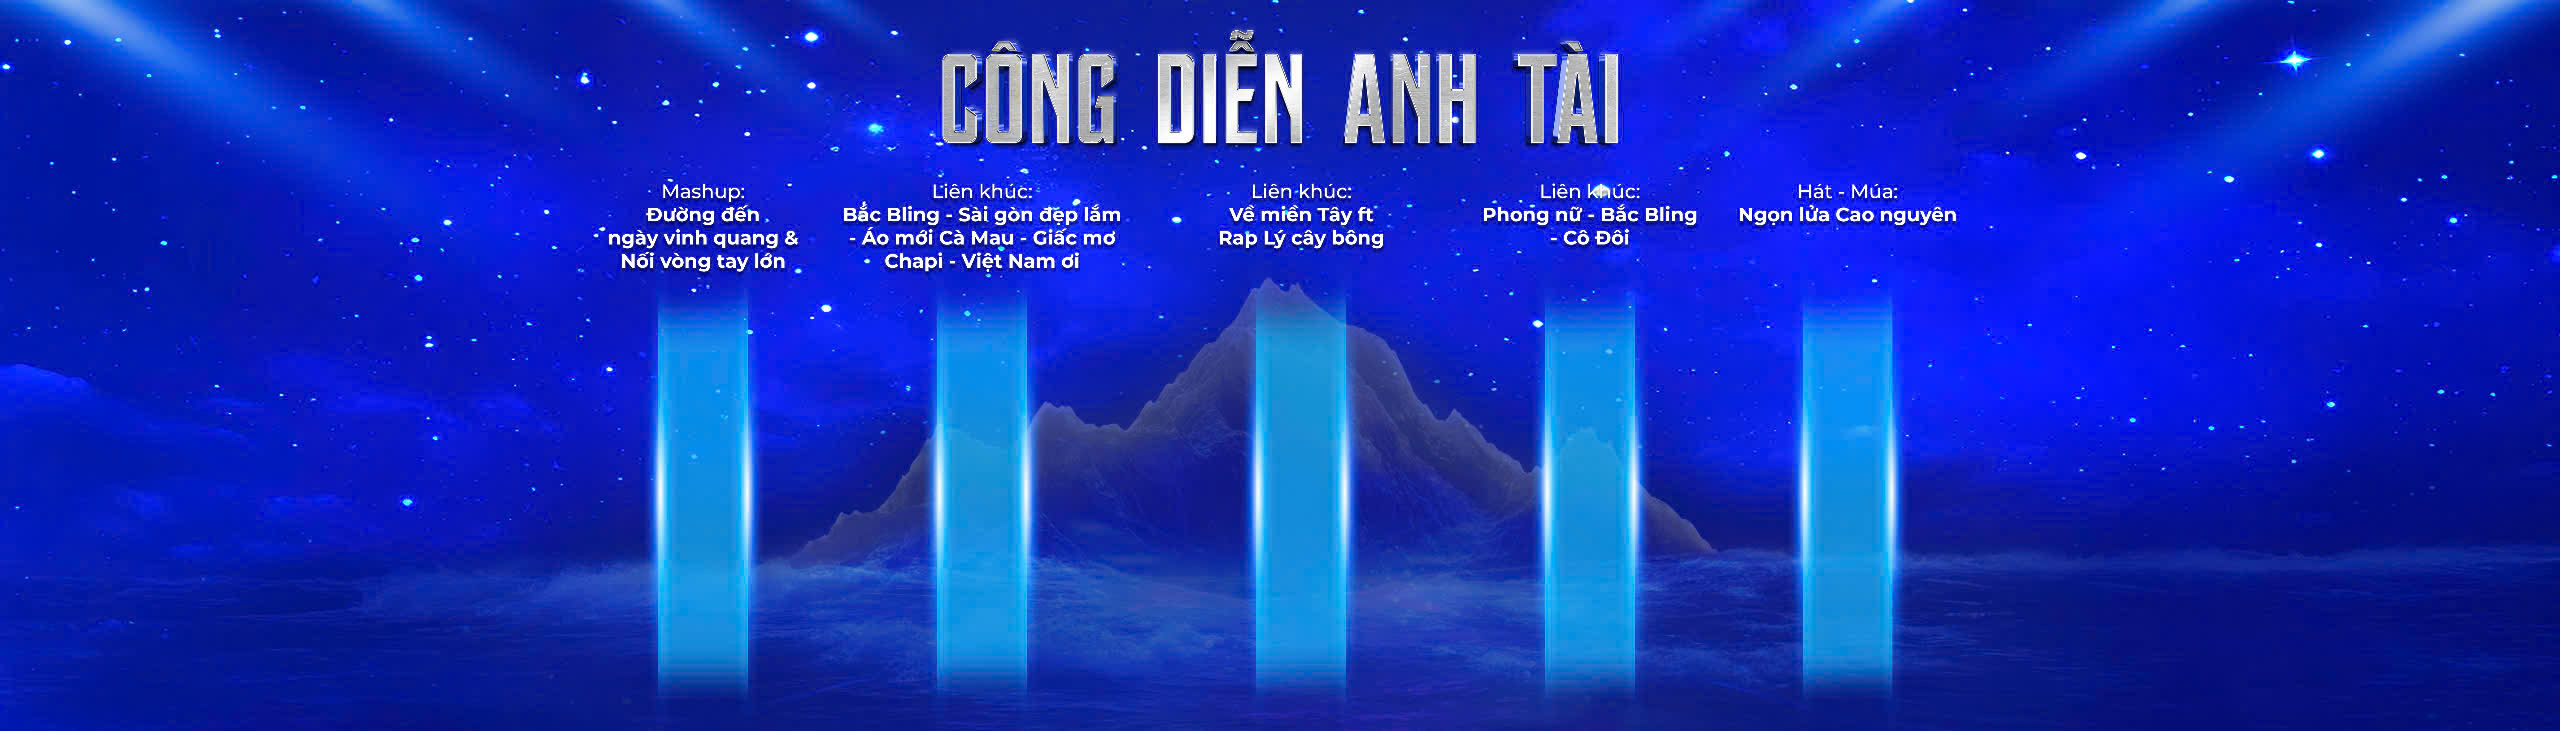 CÔNG DIỄN ANH TÀI
Mashup:
Đường đến
ngày vinh quang &
Nối vòng tay lớn
Liên khúc:
Bắc Bling - Sài gòn đẹp lắm
- Áo mới Cà Mau - Giấc mơ
Chapi - Việt Nam ơi
Liên khúc:
Về miền Tây ft
Rap Lý cây bông
Liên khúc:
Phong nữ - Bắc Bling
- Cô Đôi
Hát - Múa:
Ngọn lửa Cao nguyên